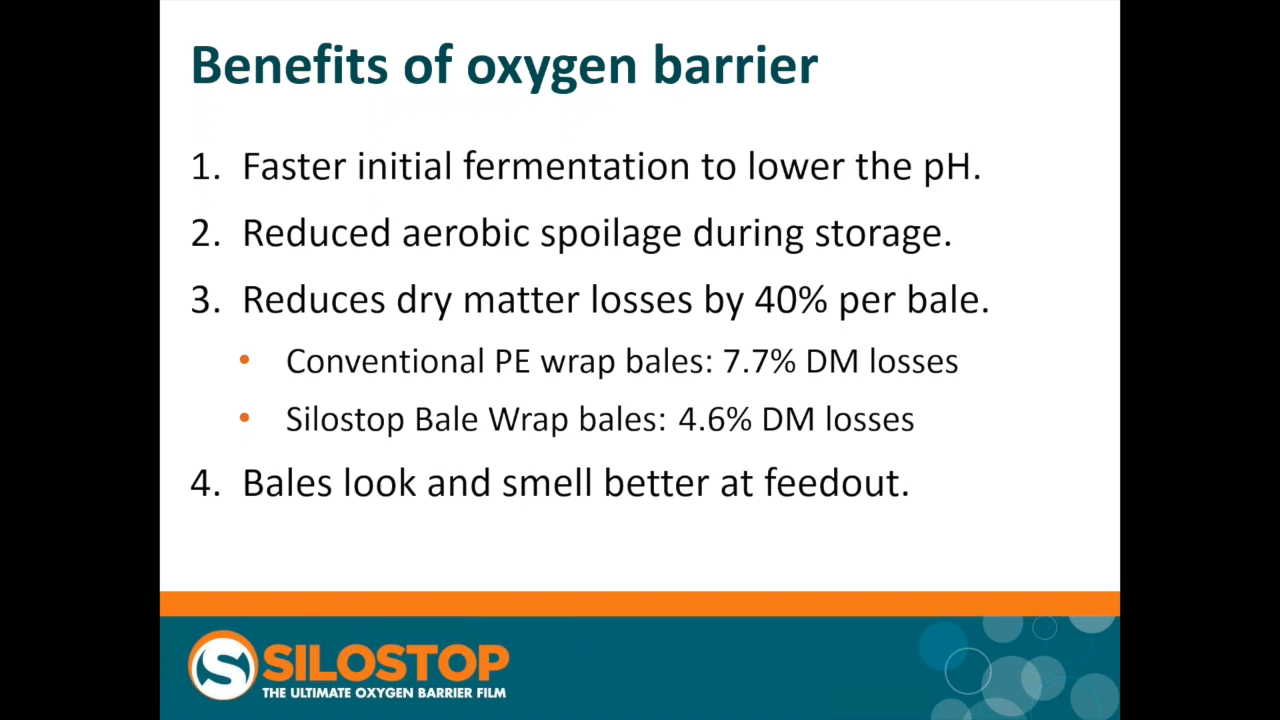 Benefits of oxygen barrier
1. Faster initial fermentation to lower the pH.
2. Reduced aerobic spoilage during storage.
3. Reduces dry matter losses by 40% per bale.
• Conventional PE wrap bales: 7.7% DM losses
• Silostop Bale Wrap bales: 4.6% DM losses
4. Bales look and smell better at feedout.
SILOSTOP
THE ULTIMATE OXYGEN BARRIER FILM